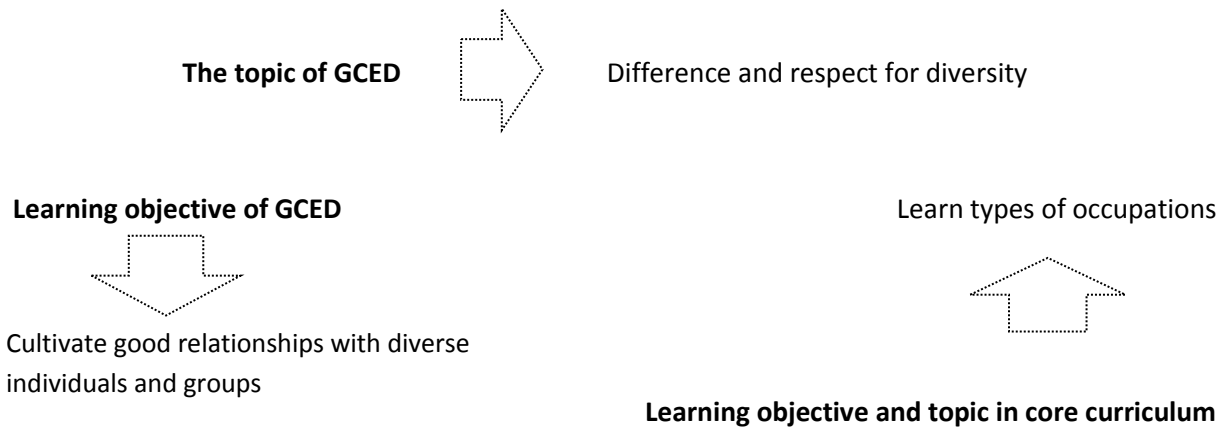 The topic of GCED
Difference and respect for diversity
Learning objective of GCED
Learn types of occupations
Cultivate good relationships with diverse
individuals and groups
Learning objective and topic in core curriculum